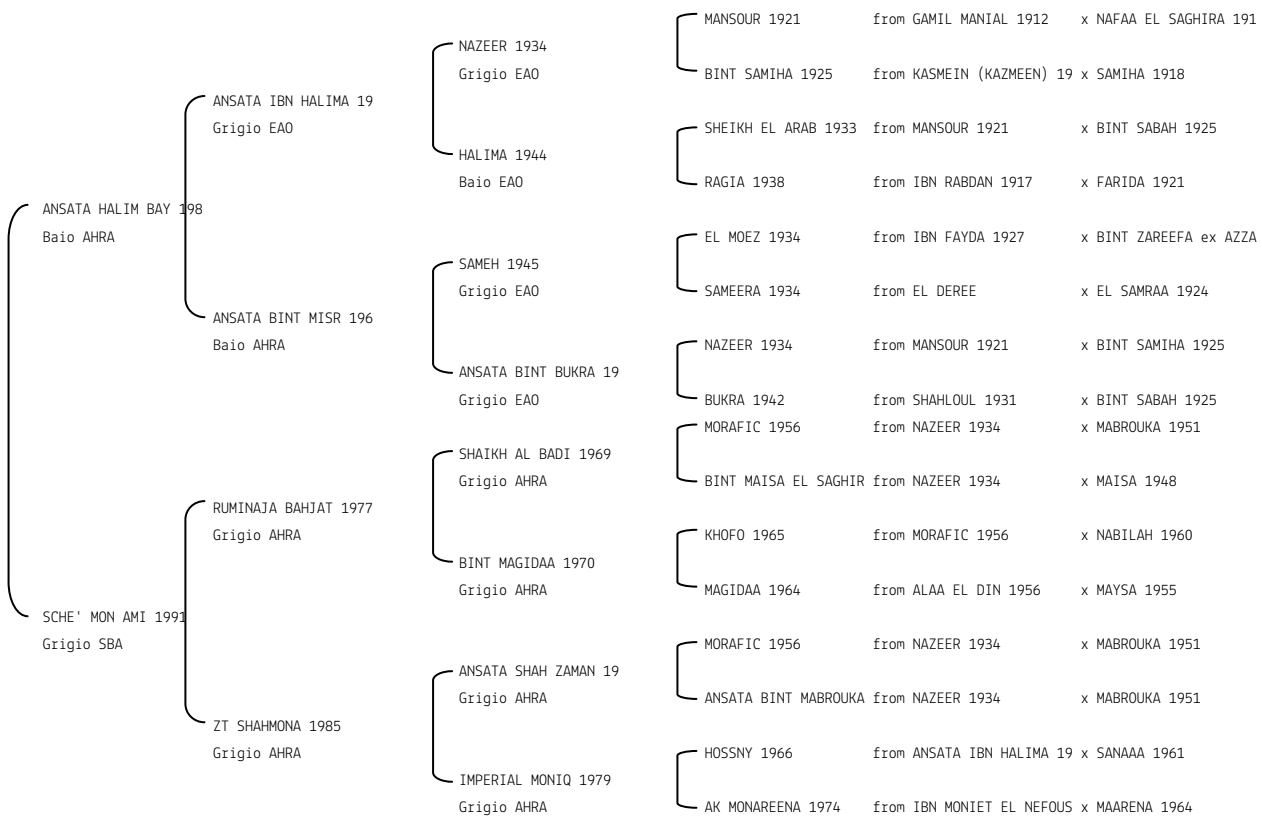 MANSOUR 1921 from GAMIL MANIAL 1912 x NAFAA EL SAGHIRA 191
NAZEER 1934
Grigio EAO BINT SAMIHA 1925 from KASMEIN (KAZMEEN) 19 x SAMIHA 1918
ANSATA IBN HALIMA 19
Grigio EAO SHEIKH EL ARAB 1933 from MANSOUR 1921 x BINT SABAH 1925
HALIMA 1944
Baio EAO RAGIA 1938 from IBN RABDAN 1917 x FARIDA 1921
ANSATA HALIM BAY 198
Baio AHRA EL MOEZ 1934 from IBN FAYDA 1927 x BINT ZAREEFA ex AZZA
SAMEH 1945
Grigio EAO SAMEERA 1934 from EL DEREE x EL SAMRAA 1924
ANSATA BINT MISR 196
Baio AHRA NAZEER 1934 from MANSOUR 1921 x BINT SAMIHA 1925
ANSATA BINT BUKRA 19
Grigio EAO BUKRA 1942 from SHAHLOUL 1931 x BINT SABAH 1925
MORAFIC 1956 from NAZEER 1934 x MABROUKA 1951
SHAIKH AL BADI 1969
Grigio AHRA BINT MAISA EL SAGHIR from NAZEER 1934 x MAISA 1948
RUMINAJA BAHJAT 1977
Grigio AHRA KHOFO 1965 from MORAFIC 1956 x NABILAH 1960
BINT MAGIDAA 1970
Grigio AHRA MAGIDAA 1964 from ALAA EL DIN 1956 x MAYSA 1955
SCHE' MON AMI 1991
Grigio SBA MORAFIC 1956 from NAZEER 1934 x MABROUKA 1951
ANSATA SHAH ZAMAN 19
Grigio AHRA ANSATA BINT MABROUKA from NAZEER 1934 x MABROUKA 1951
ZT SHAHMONA 1985
Grigio AHRA HOSSNY 1966 from ANSATA IBN HALIMA 19 x SANAAA 1961
IMPERIAL MONIQ 1979
Grigio AHRA AK MONAREENA 1974 from IBN MONIET EL NEFOUS x MAARENA 1964